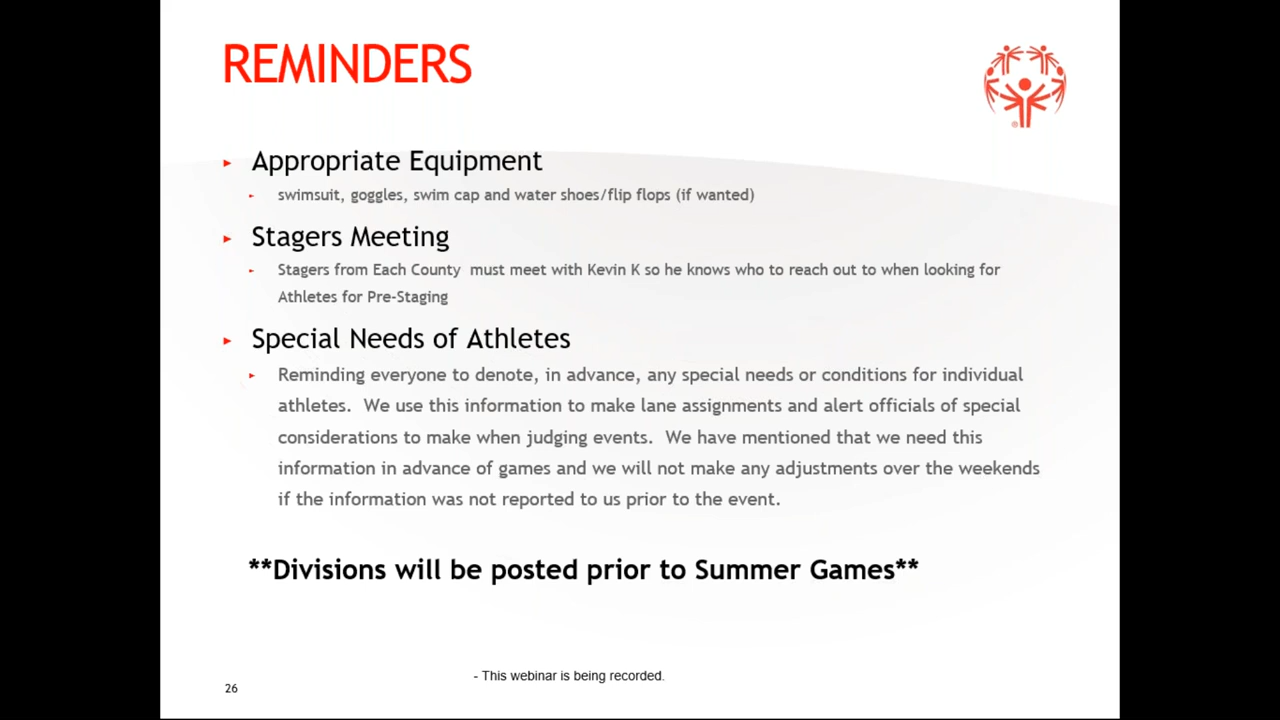 REMINDERS
Appropriate Equipment
swimsuit, goggles, swim cap and water shoes/flip flops (if wanted)
Stagers Meeting
Stagers from Each County must meet with Kevin K so he knows who to reach out to when looking for
Athletes for Pre-Staging
Special Needs of Athletes
Reminding everyone to denote, in advance, any special needs or conditions for individual
athletes. We use this information to make lane assignments and alert officials of special
considerations to make when judging events. We have mentioned that we need this
information in advance of games and we will not make any adjustments over the weekends
if the information was not reported to us prior to the event.
**Divisions will be posted prior to Summer Games**
- This webinar is being recorded.
26